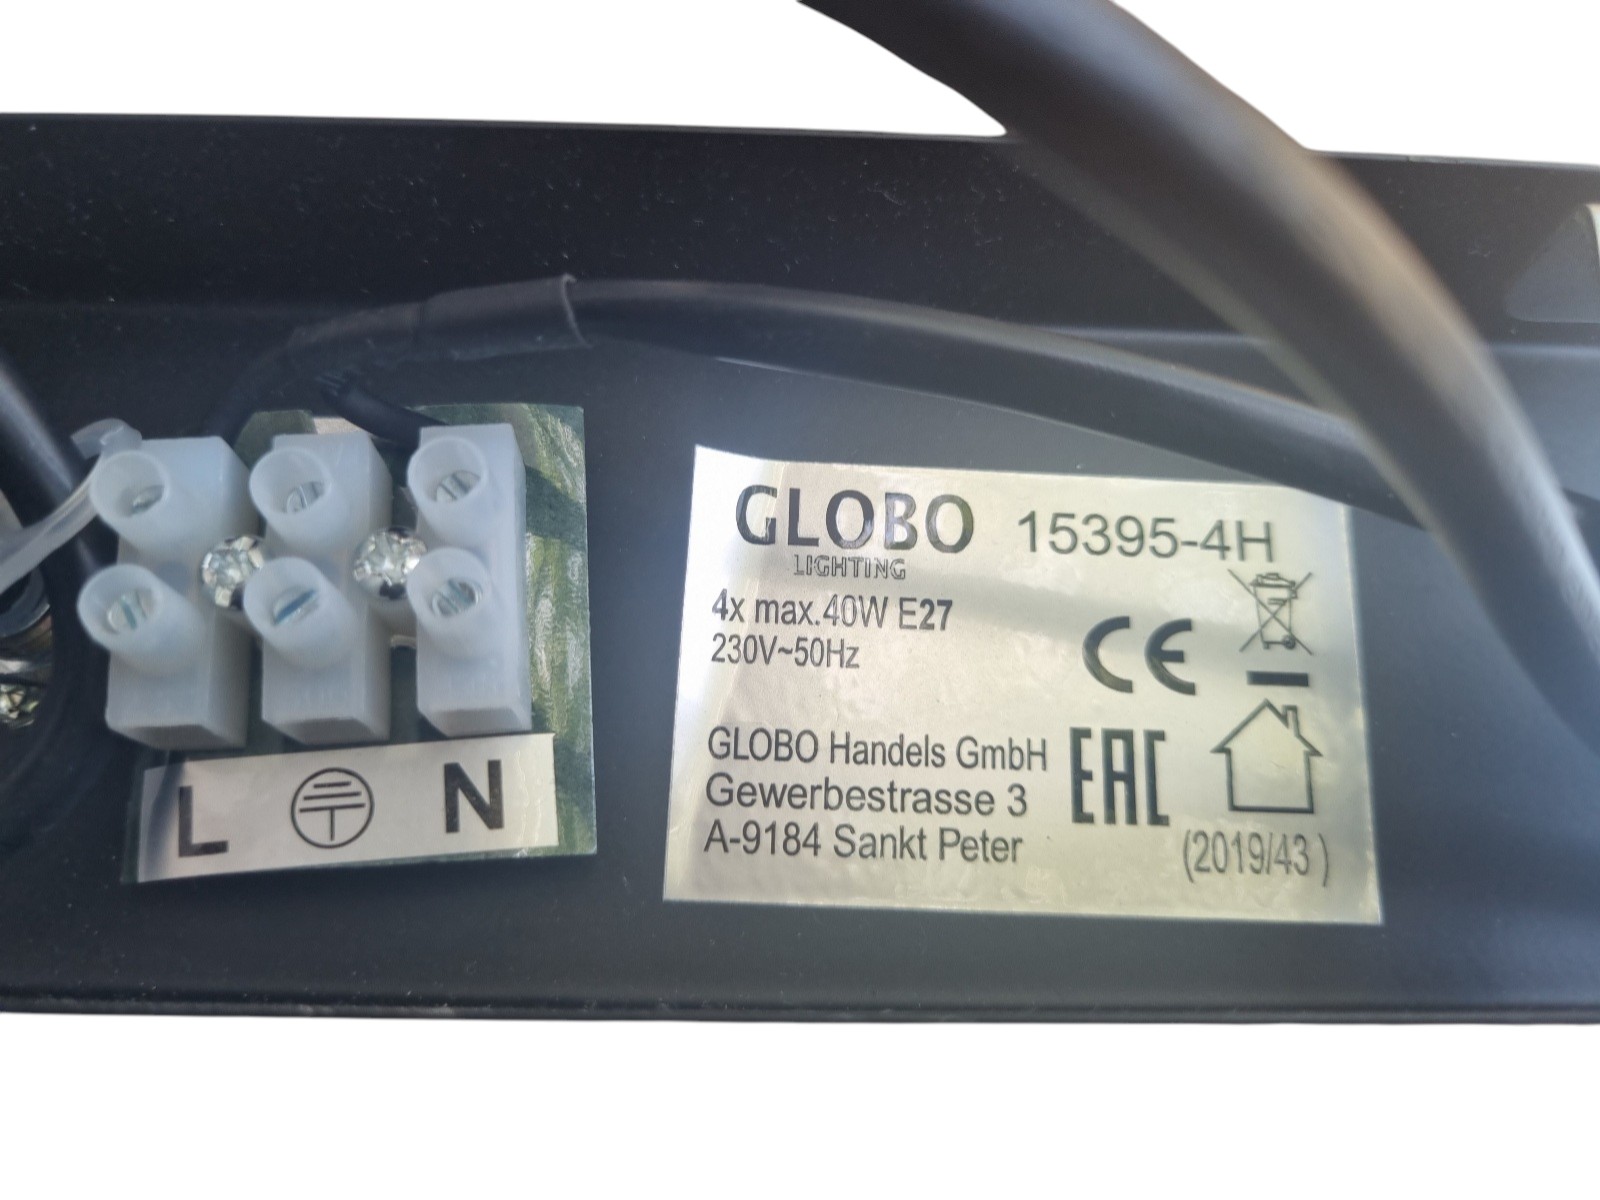 GLOBO 15395-4H
LIGHTING
4x max.40W E27
230V~50Hz
CE
GLOBO Handels GmbH
Gewerbestrasse 3
A-9184 Sankt Peter
EAC
(2019/43)
L N